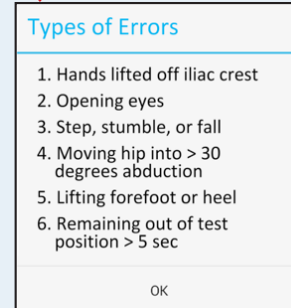 Types of Errors
1. Hands lifted off iliac crest
2. Opening eyes
3. Step, stumble, or fall
4. Moving hip into > 30
degrees abduction
5. Lifting forefoot or heel
6. Remaining out of test
position > 5 sec
OK